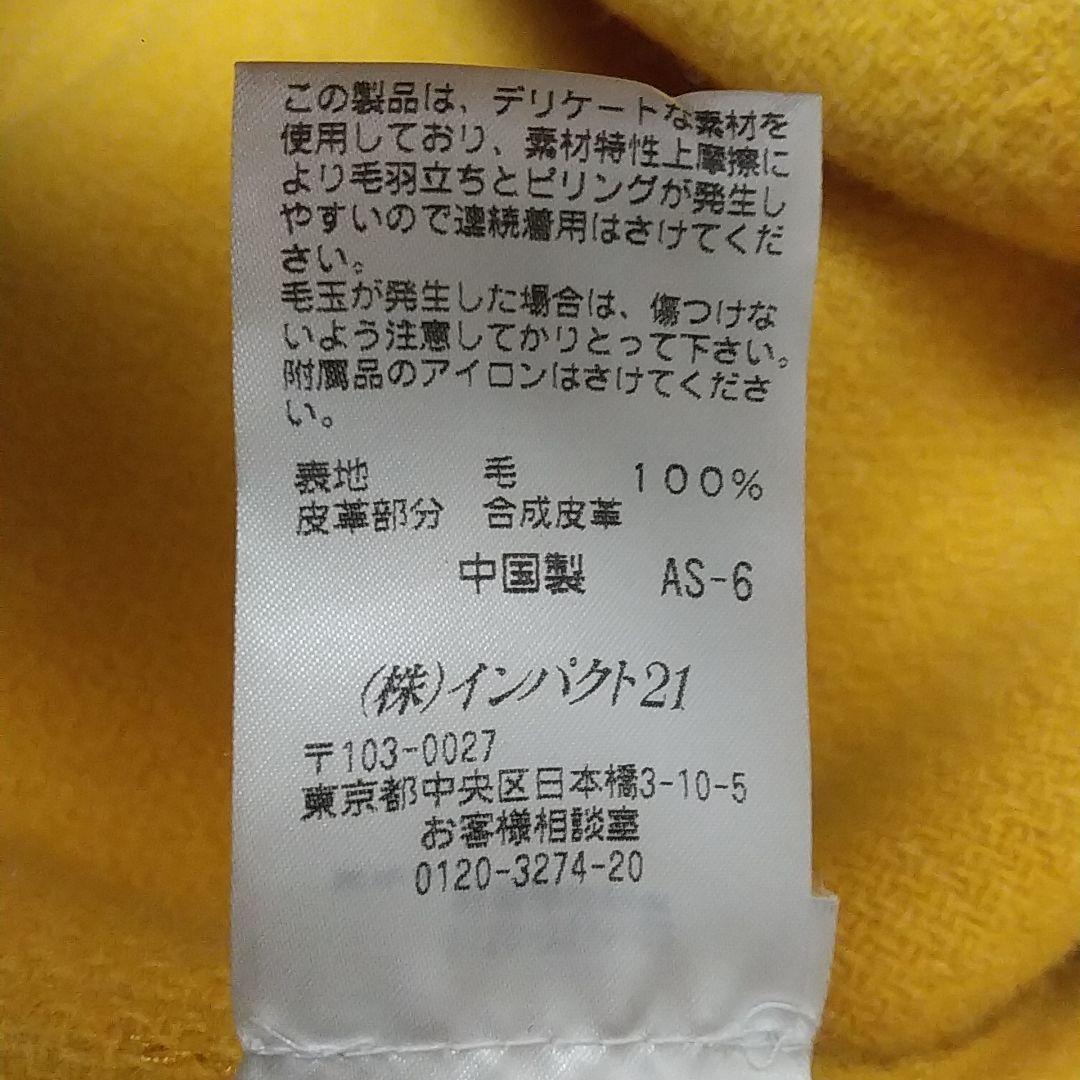 この製品は、デリケートな素材を
使用しており、素材特性上摩擦に
より毛羽立ちとピリングが発生し
やすいので連続着用はさけてくだ
さい。
毛玉が発生した場合は、傷つけな
いよう注意してかりとって下さい。
附属品のアイロンはさけてくださ
い。
表地 毛 100%
皮革部分 合成皮革
中国製 AS-6
(株)インパクト21
〒103-0027
東京都中央区日本橋3-10-5
お客様相談室
0120-3274-20